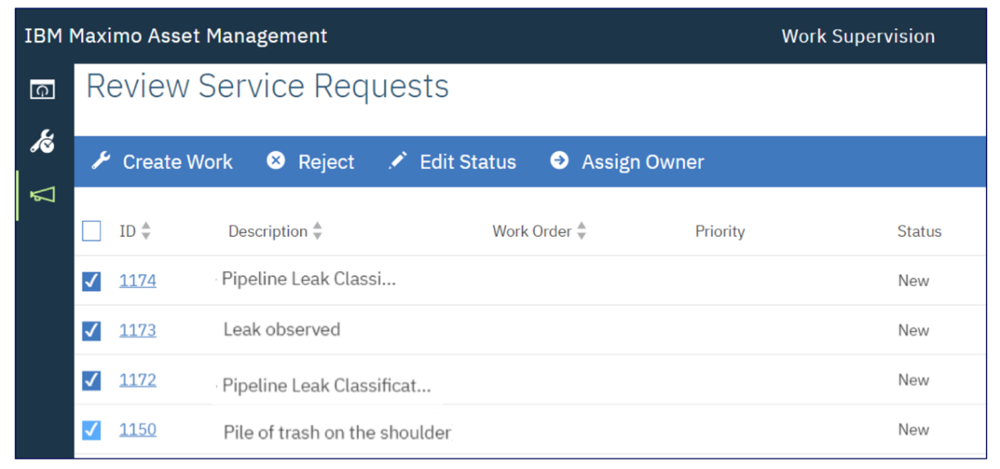 IBM Maximo Asset Management Work Supervision
Review Service Requests
Create Work Reject Edit Status Assign Owner
ID Description Work Order Priority Status
1174 Pipeline Leak Classi... New
1173 Leak observed New
1172 Pipeline Leak Classificat... New
1150 Pile of trash on the shoulder New